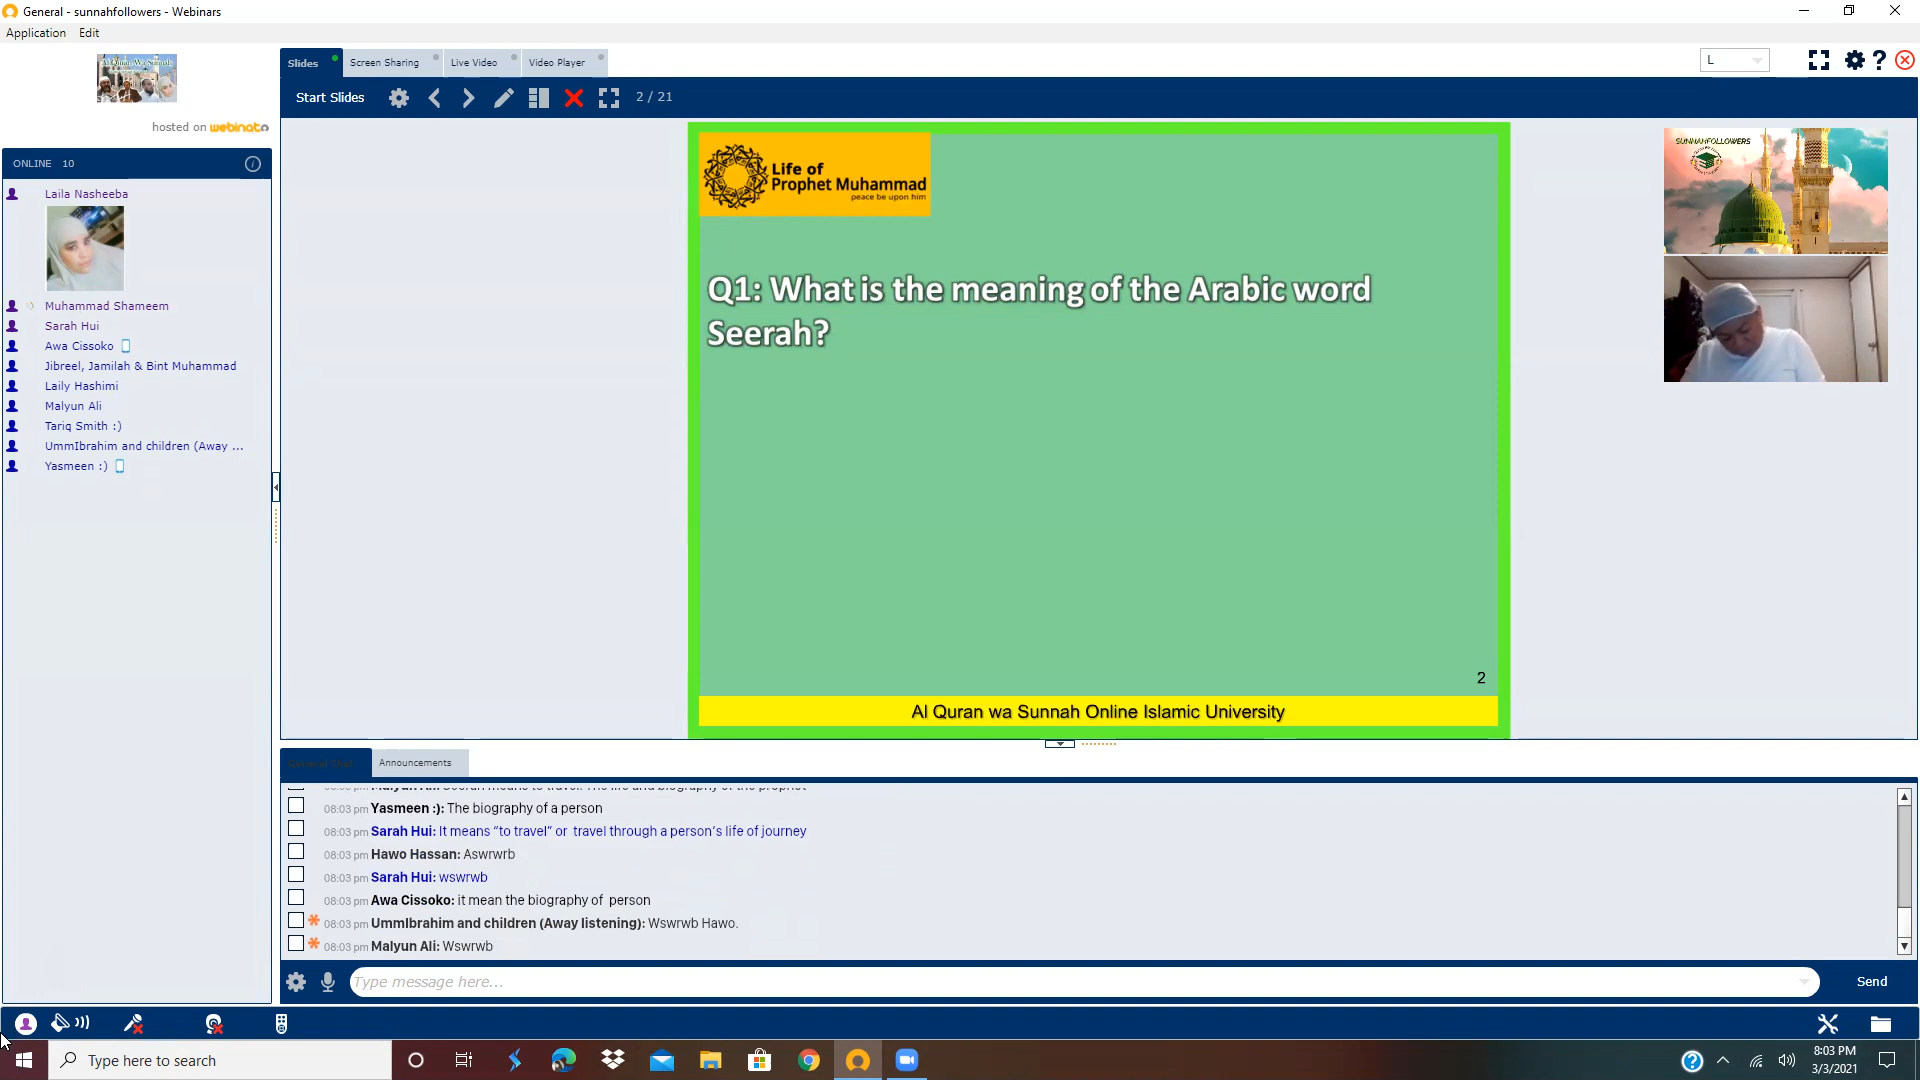 General - sunnahfollowers - Webinars
Application Edit
hosted on webinato
ONLINE 10
Laila Nasheeba
Muhammad Shameem
Sarah Hui
Awa Cissoko
Jibreel, Jamilah & Bint Muhammad
Laily Hashimi
Malyun Ali
Tariq Smith :)
UmmIbrahim and children (Away ...
Yasmeen :)
Slides Screen Sharing Live Video Video Player
L
Start Slides 2 / 21
Life of
Prophet Muhammad
peace be upon him
Q1: What is the meaning of the Arabic word
Seerah?
2
Al Quran wa Sunnah Online Islamic University
SUNNAHFOLLOWERS
General Chat Announcements
08:03 pm Yasmeen :): The biography of a person
08:03 pm Sarah Hui: It means “to travel” or travel through a person’s life of journey
08:03 pm Hawo Hassan: Aswrwrb
08:03 pm Sarah Hui: wswrwb
08:03 pm Awa Cissoko: it mean the biography of person
08:03 pm UmmIbrahim and children (Away listening): Wswrwb Hawo.
08:03 pm Malyun Ali: Wswrwb
Type message here...
Send
Type here to search
8:03 PM
3/3/2021